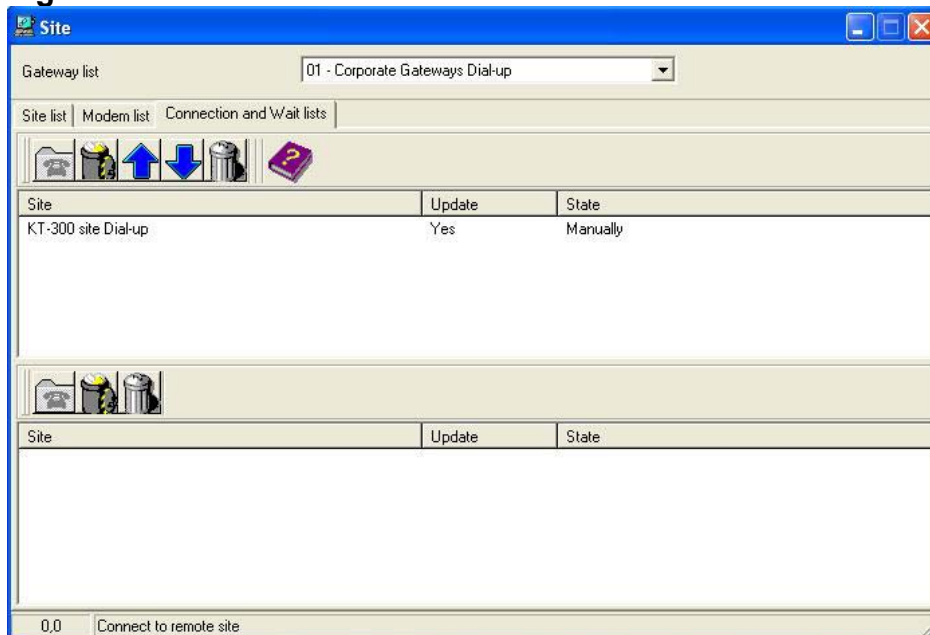 Site
Gateway list 01 - Corporate Gateways Dial-up
Site list Modem list Connection and Wait lists
Site Update State
KT-300 site Dial-up Yes Manually
Site Update State
0,0 Connect to remote site